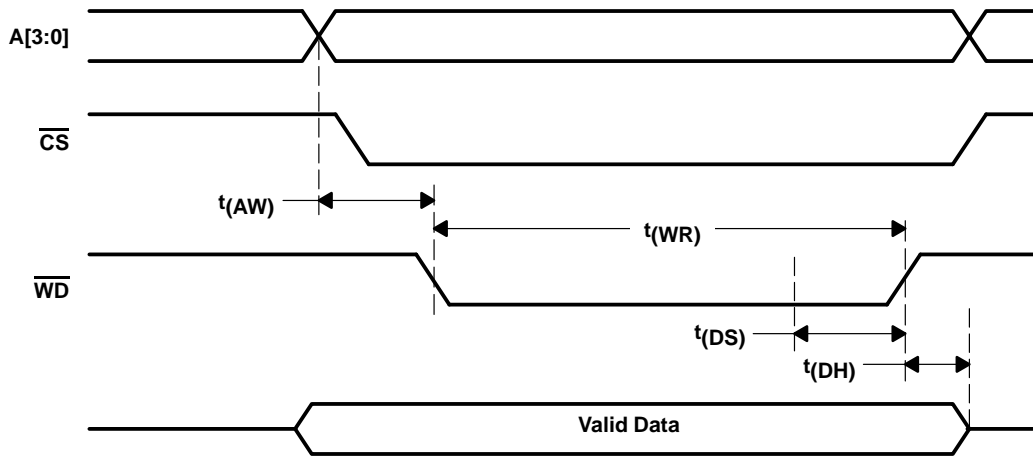 A[3:0]
CS
t(AW)
t(WR)
WD
t(DS)
t(DH)
Valid Data